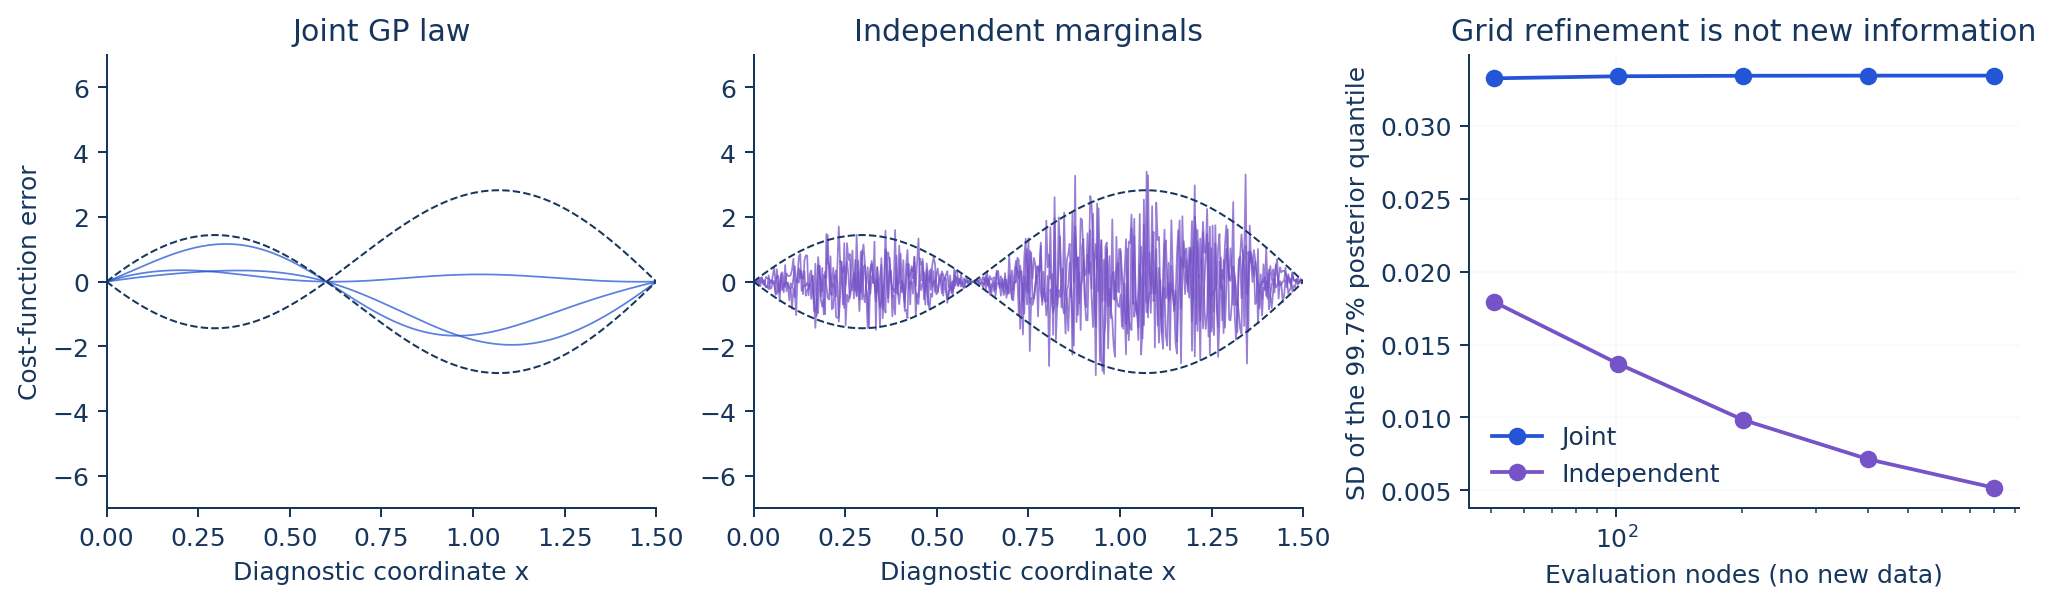 Joint GP law
Independent marginals
Grid refinement is not new information
Cost-function error
6
4
2
0
−2
−4
−6
0.00 0.25 0.50 0.75 1.00 1.25 1.50
Diagnostic coordinate x
6
4
2
0
−2
−4
−6
0.00 0.25 0.50 0.75 1.00 1.25 1.50
Diagnostic coordinate x
SD of the 99.7% posterior quantile
0.030
0.025
0.020
0.015
0.010
0.005
Joint
Independent
10²
Evaluation nodes (no new data)